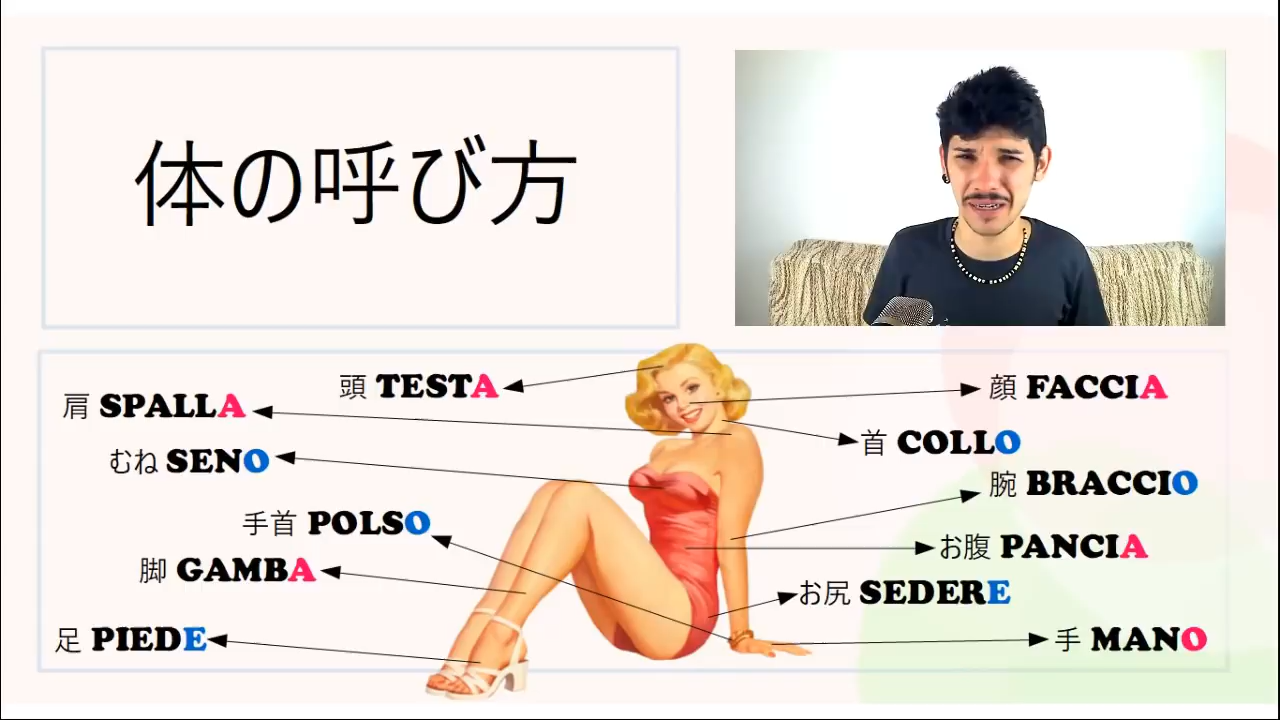 体の呼び方
頭 TESTA
肩 SPALLA
むね SENO
手首 POLSO
脚 GAMBA
足 PIEDE
顔 FACCIA
首 COLLO
腕 BRACCIO
お腹 PANCIA
お尻 SEDERE
手 MANO